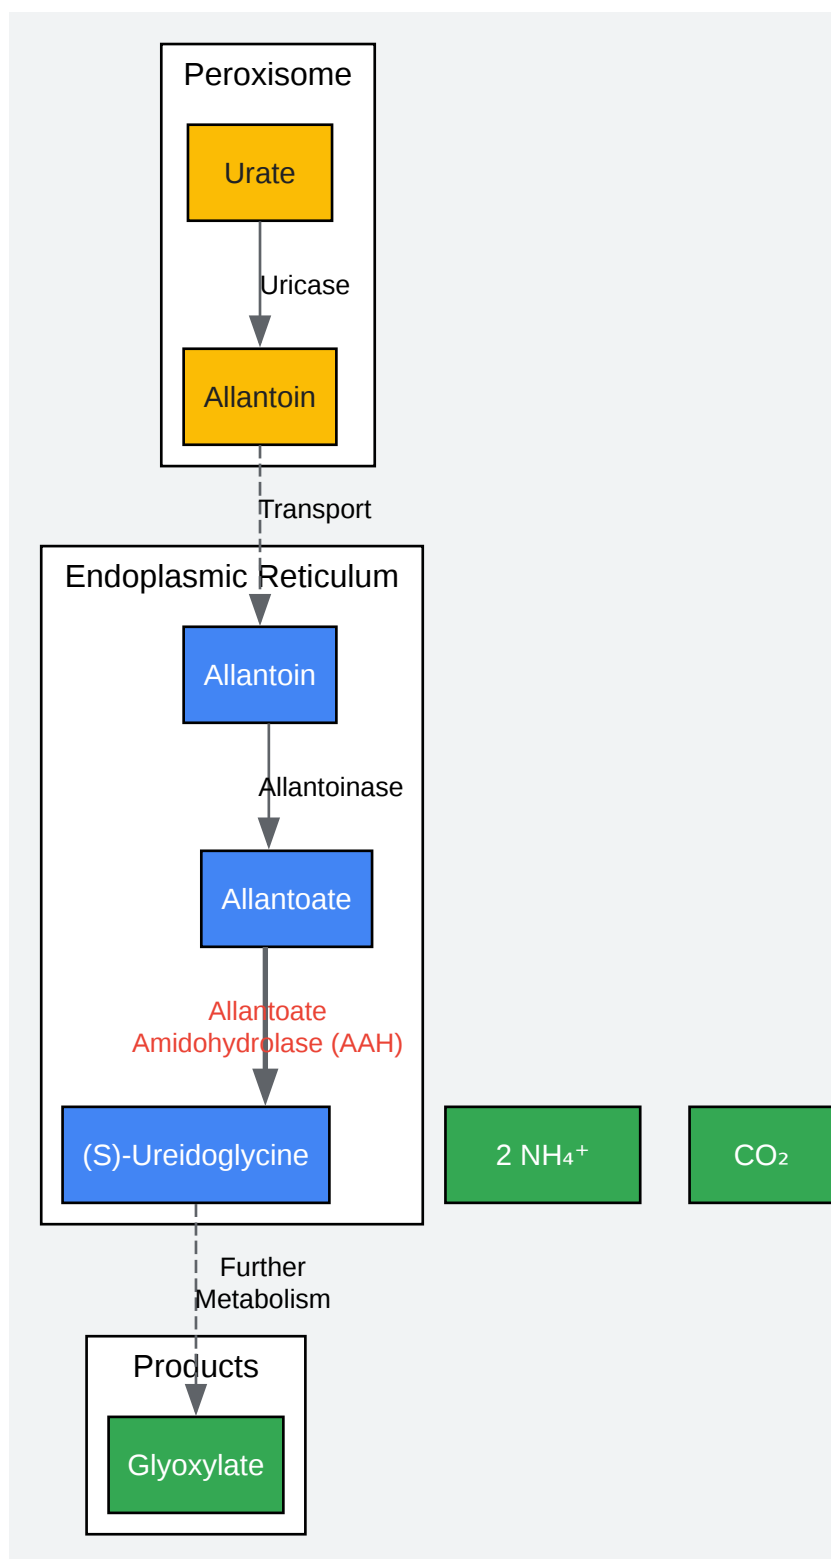 Peroxisome
Urate
Uricase
Allantoin
Transport
Endoplasmic Reticulum
Allantoin
Allantoinase
Allantoate
Allantoate
Amidohydrolase (AAH)
(S)-Ureidoglycine
2 NH₄⁺
CO₂
Further
Metabolism
Products
Glyoxylate